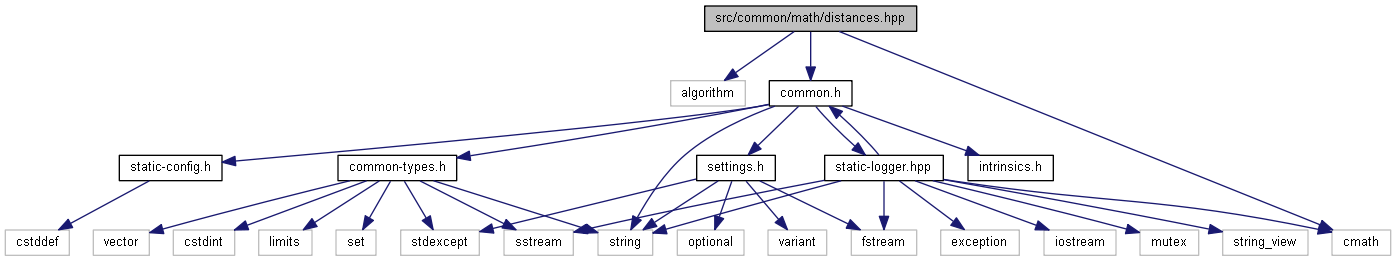 src/common/math/distances.hpp
algorithm
common.h
static-config.h
common-types.h
settings.h
static-logger.hpp
intrinsics.h
cstddef
vector
cstdint
limits
set
stdexcept
sstream
string
optional
variant
fstream
exception
iostream
mutex
string_view
cmath